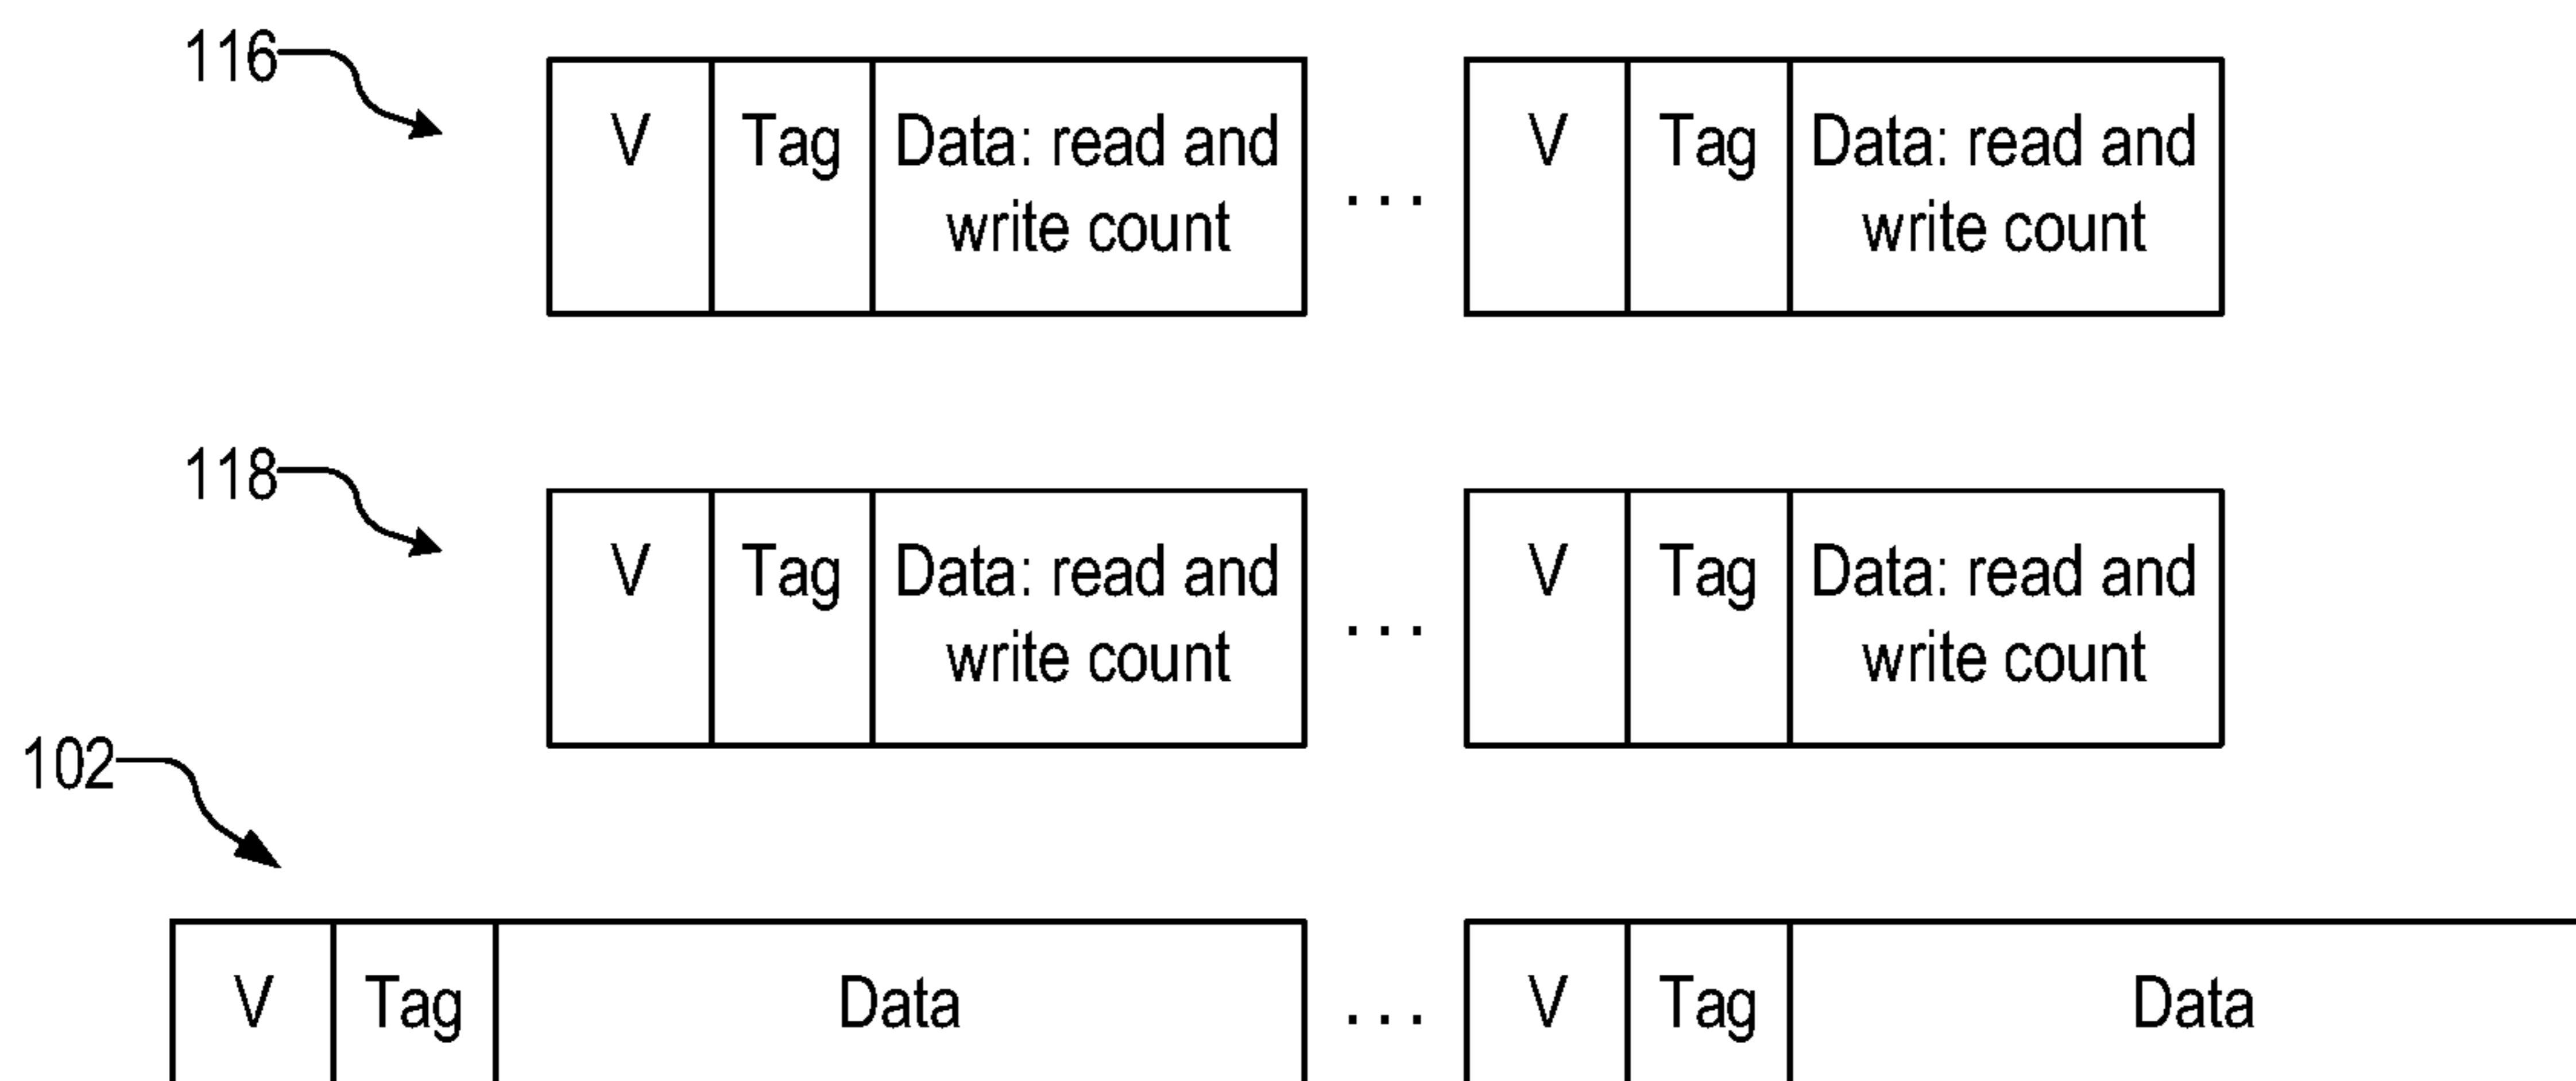 116
V Tag Data: read and ... V Tag Data: read and
write count write count
118
V Tag Data: read and ... V Tag Data: read and
write count write count
102
V Tag Data ... V Tag Data